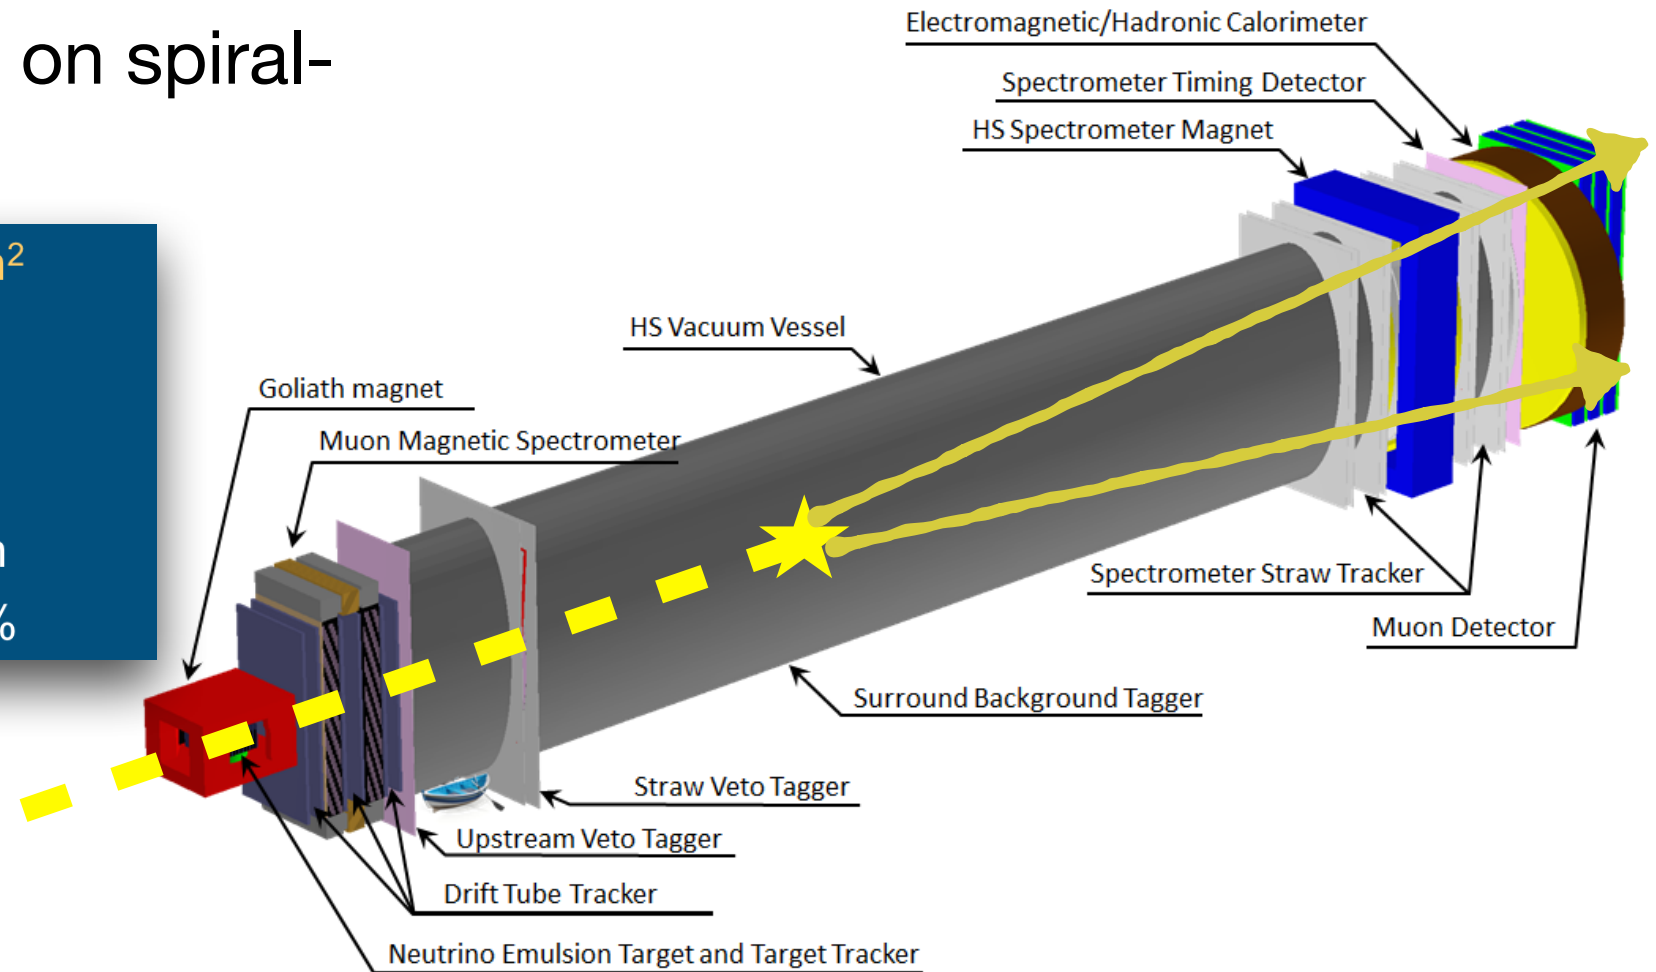 on spiral-
Electromagnetic/Hadronic Calorimeter
Spectrometer Timing Detector
HS Spectrometer Magnet
HS Vacuum Vessel
Goliath magnet
Muon Magnetic Spectrometer
%
Spectrometer Straw Tracker
Muon Detector
Surround Background Tagger
Straw Veto Tagger
Upstream Veto Tagger
Drift Tube Tracker
Neutrino Emulsion Target and Target Tracker